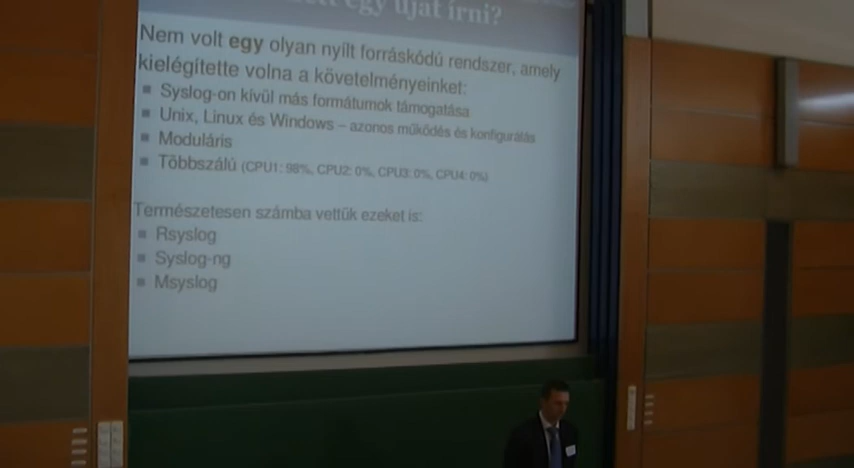 egy újat írni?
Nem volt egy olyan nyílt forráskódú rendszer, amely
kielégítette volna a követelményeinket:
Syslog-on kívül más formátumok támogatása
Unix, Linux és Windows – azonos működés és konfigurálás
Moduláris
Többszálú (CPU1: 98%, CPU2: 0%, CPU3: 0%, CPU4: 0%)
Természetesen számba vettük ezeket is:
Rsyslog
Syslog-ng
Msyslog